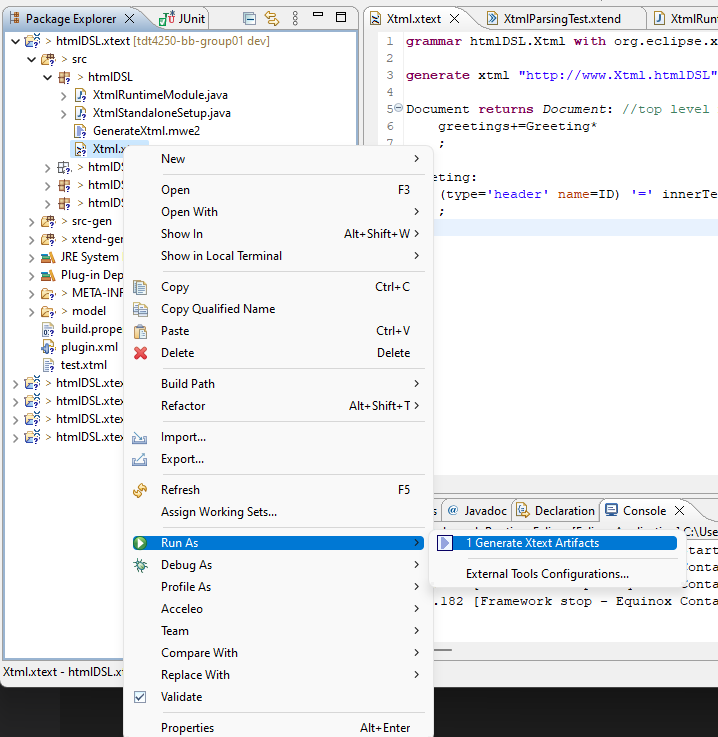 Package Explorer
JUnit
htmlDSL.xtext [tdt4250-bb-group01 dev]
> src
> htmlDSL
> XtmlRuntimeModule.java
> XtmlStandaloneSetup.java
GenerateXtml.mwe2
Xtml.x
> htmlDS
> htmlDS
> htmlDS
> src-gen
> xtend-gen
JRE System
Plug-in Dep
> META-INF
> model
build.prope
plugin.xml
test.xtml
> htmlDSL.xtex
> htmlDSL.xtex
> htmlDSL.xtex
> htmlDSL.xtex
Xtml.xtext - htmlDSL.x
New
Open F3
Open With
Show In Alt+Shift+W
Show in Local Terminal
Copy Ctrl+C
Copy Qualified Name
Paste Ctrl+V
Delete Delete
Build Path
Refactor Alt+Shift+T
Import...
Export...
Refresh F5
Assign Working Sets...
Run As
Debug As
Profile As
Acceleo
Team
Compare With
Replace With
Validate
Properties Alt+Enter
1 Generate Xtext Artifacts
External Tools Configurations...
Xtml.xtext
XtmlParsingTest.xtend
XtmlRun
1 grammar htmlDSL.Xtml with org.eclipse.x
2
3 generate xtml "http://www.Xtml.htmlDSL"
4
5 Document returns Document: //top level
6 greetings+=Greeting*
7 ;
eting:
(type='header' name=ID) '=' innerTe
;
s
@ Javadoc
Declaration
Console
C:\Use
tart
Conta
Conta
.182 [Framework stop - Equinox Conta